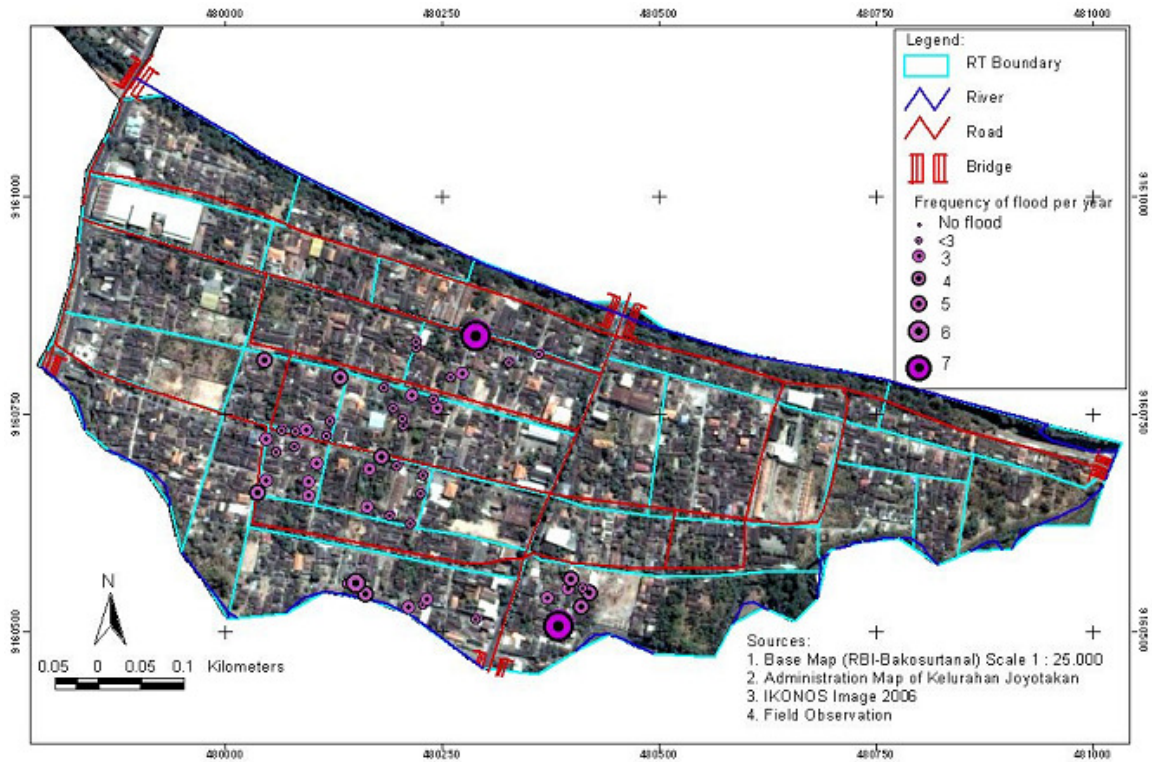 480000 480250 480500 480750 481000
Legend:
RT Boundary
River
Road
Bridge
Frequency of flood per year
No flood
<3
3
4
5
6
7
9161000 9161000
9160750 9160750
9160500 9160500
N
0.05 0 0.05 0.1 Kilometers
Sources:
1. Base Map (RBI-Bakosurtanal) Scale 1 : 25.000
2. Administration Map of Kelurahan Joyotakan
3. IKONOS Image 2006
4. Field Observation
480000 480250 480500 480750 481000